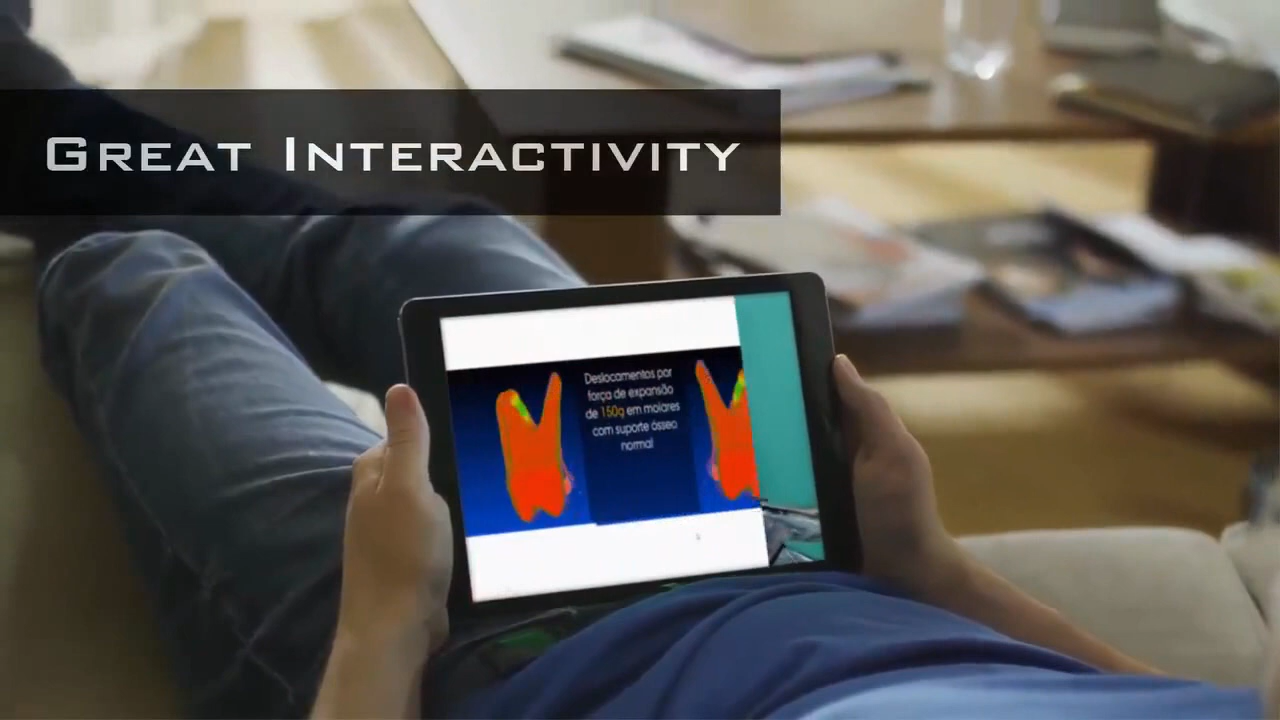 GREAT INTERACTIVITY
Deslocamentos por
força de expansão
de 150g em molares
com suporte ósseo
normal